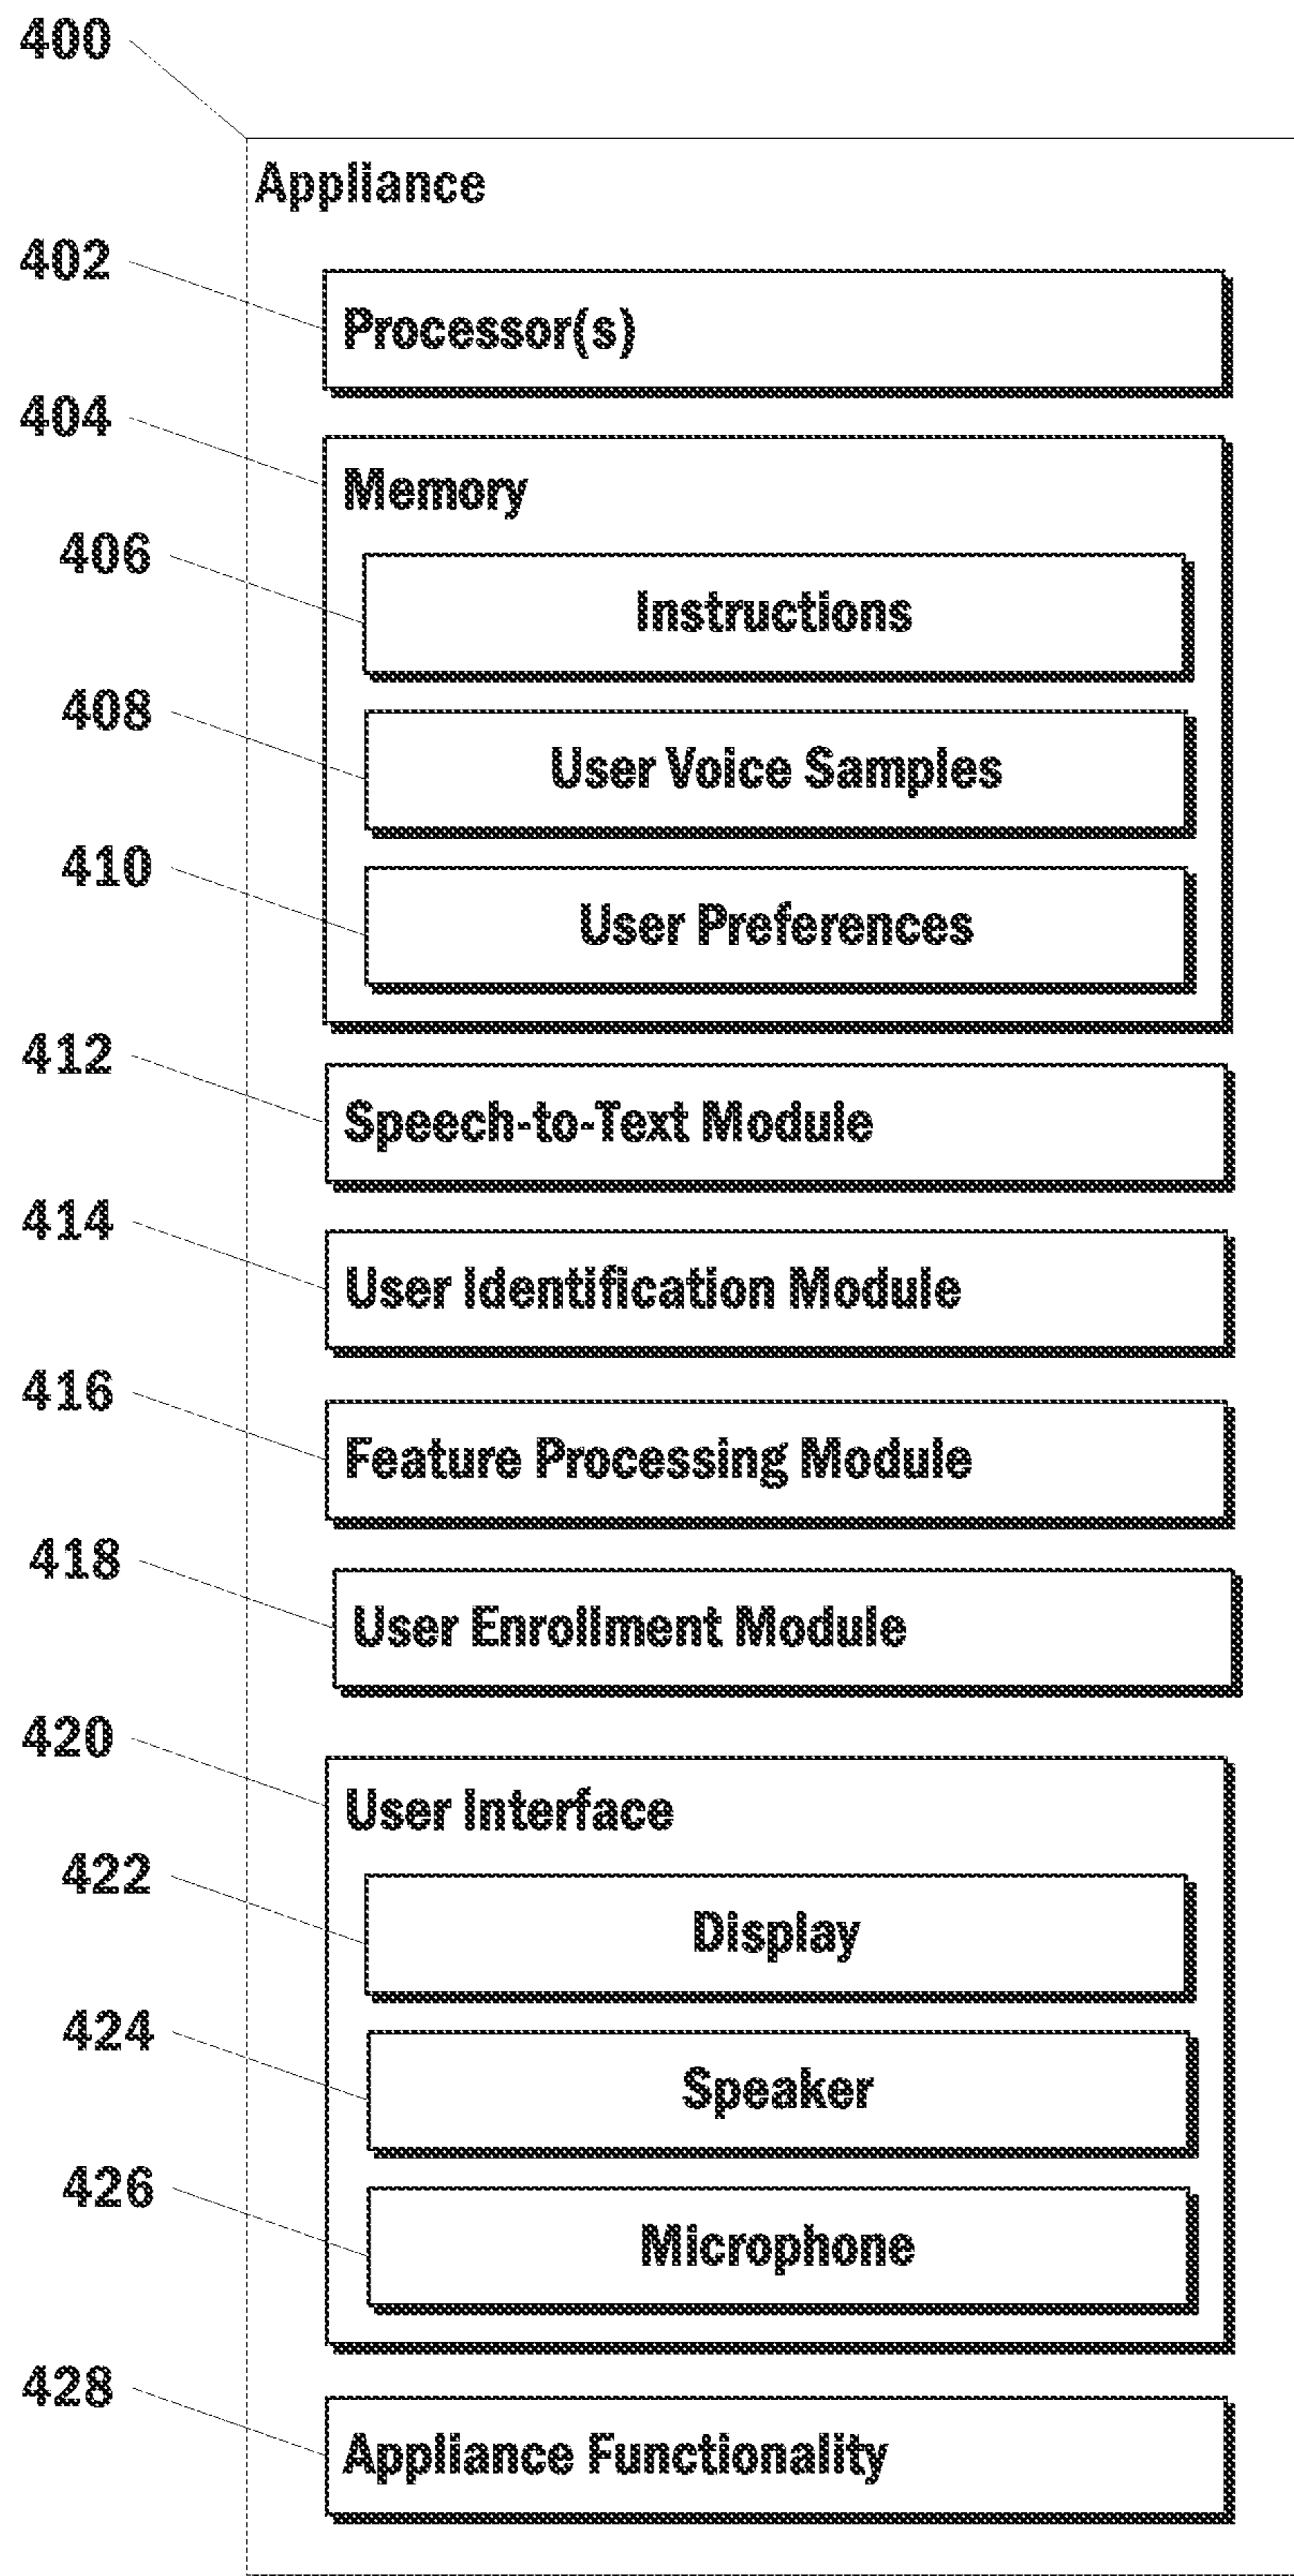 400
Appliance
402
Processor(s)
404
Memory
406
Instructions
408
User Voice Samples
410
User Preferences
412
Speech-to-Text Module
414
User Identification Module
416
Feature Processing Module
418
User Enrollment Module
420
User Interface
422
Display
424
Speaker
426
Microphone
428
Appliance Functionality